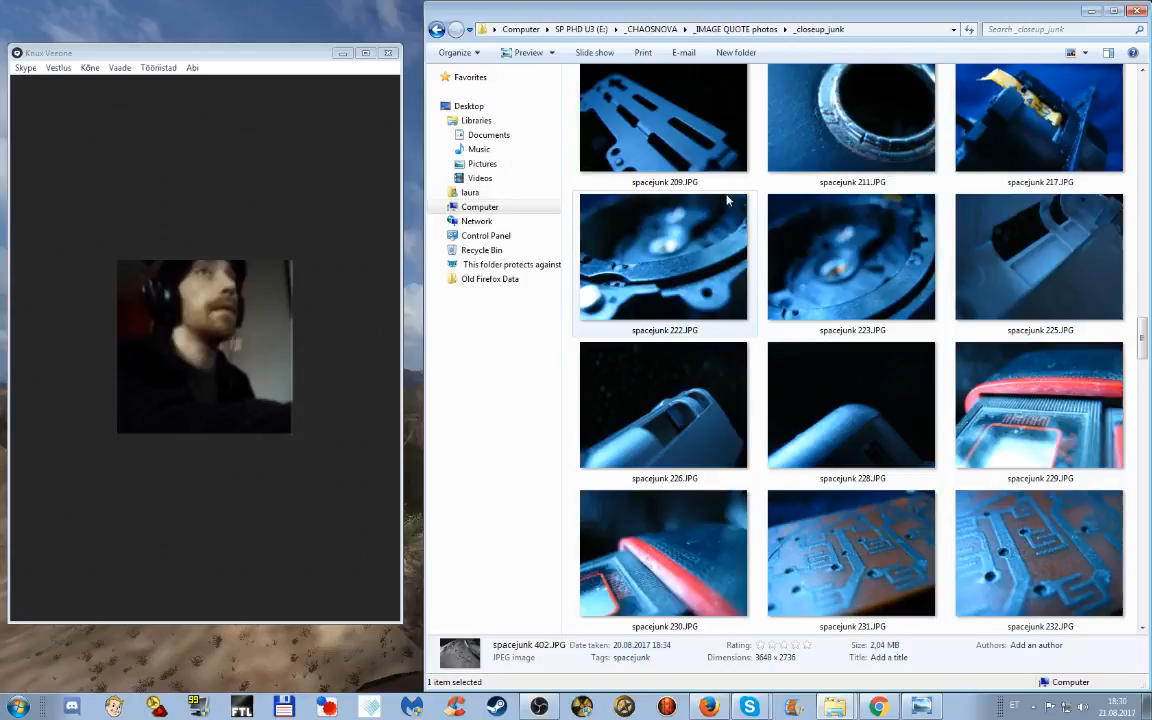 Knux Verone
Skype Vestlus Kõne Vaade Tööriistad Abi
Computer SP PHD U3 (E:) _CHAOSNOVA _IMAGE QUOTE photos _closeup_junk
Search _closeup_junk
Organize Preview Slide show Print E-mail New folder
Favorites
Desktop
Libraries
Documents
Music
Pictures
Videos
laura
Computer
Network
Control Panel
Recycle Bin
This folder protects against
Old Firefox Data
spacejunk 209.JPG spacejunk 211.JPG spacejunk 217.JPG
spacejunk 222.JPG spacejunk 223.JPG spacejunk 225.JPG
spacejunk 226.JPG spacejunk 228.JPG spacejunk 229.JPG
spacejunk 230.JPG spacejunk 231.JPG spacejunk 232.JPG
spacejunk 402.JPG Date taken: 20.08.2017 18:34 Rating: Size: 2,04 MB Authors: Add an author
JPEG image Tags: spacejunk Dimensions: 3648 x 2736 Title: Add a title
1 item selected Computer
99
FTL
ET
18:30
21.08.2017